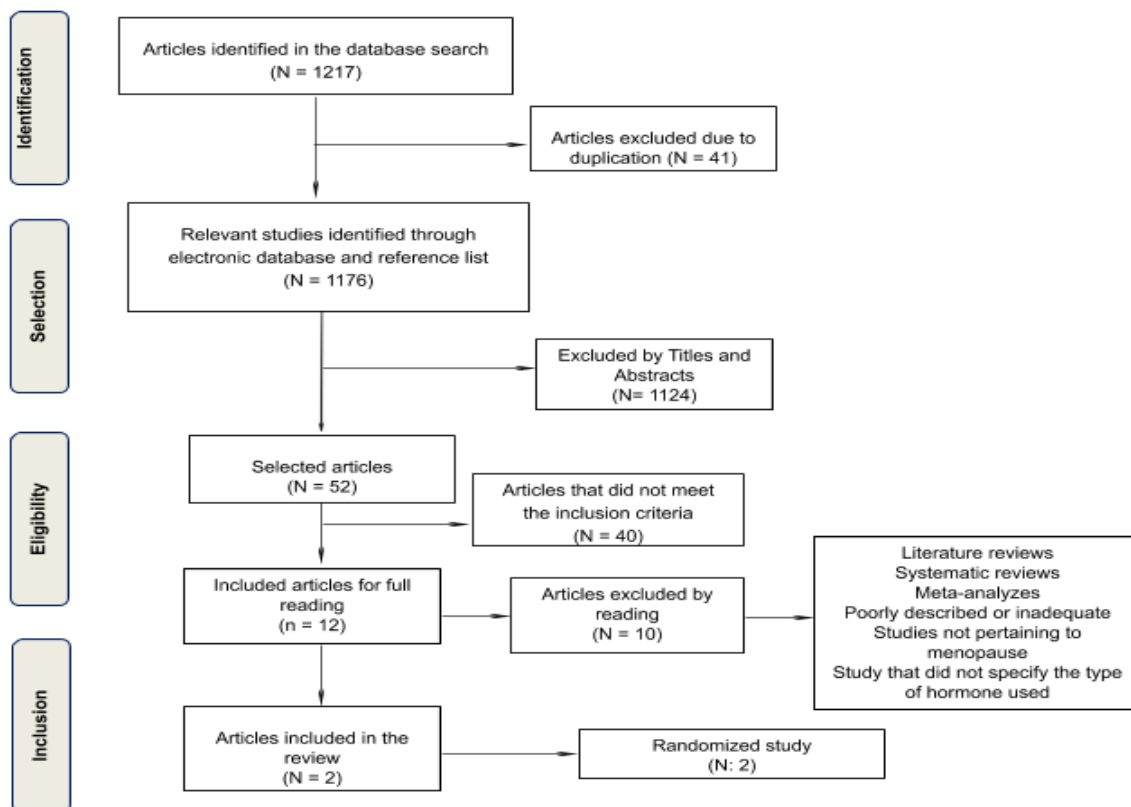 Identification
Articles identified in the database search
(N = 1217)
Articles excluded due to
duplication (N = 41)
Selection
Relevant studies identified through
electronic database and reference list
(N = 1176)
Excluded by Titles and
Abstracts
(N= 1124)
Eligibility
Selected articles
(N = 52)
Articles that did not meet
the inclusion criteria
(N = 40)
Included articles for full
reading
(n = 12)
Articles excluded by
reading
(N = 10)
Literature reviews
Systematic reviews
Meta-analyzes
Poorly described or inadequate
Studies not pertaining to
menopause
Study that did not specify the type
of hormone used
Inclusion
Articles included in the
review
(N = 2)
Randomized study
(N: 2)